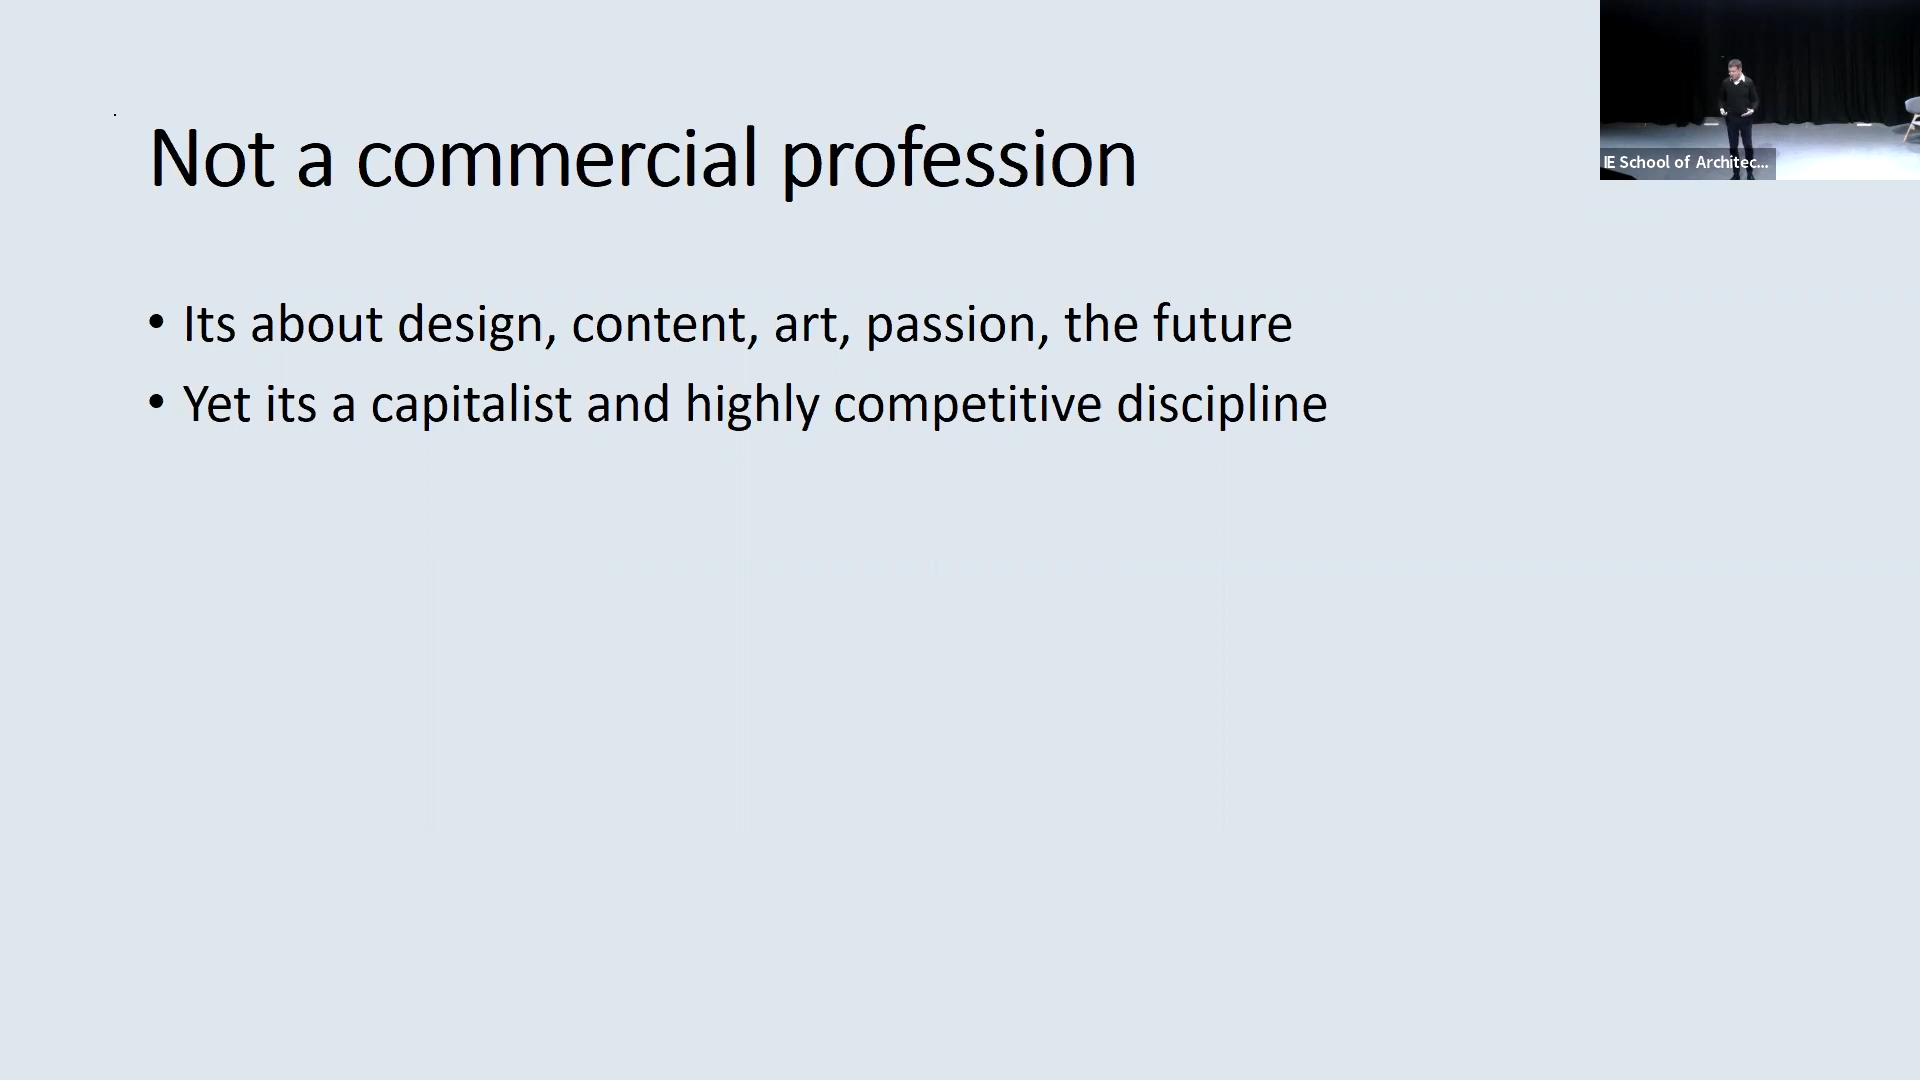 Not a commercial profession
• Its about design, content, art, passion, the future
• Yet its a capitalist and highly competitive discipline
IE School of Architec...